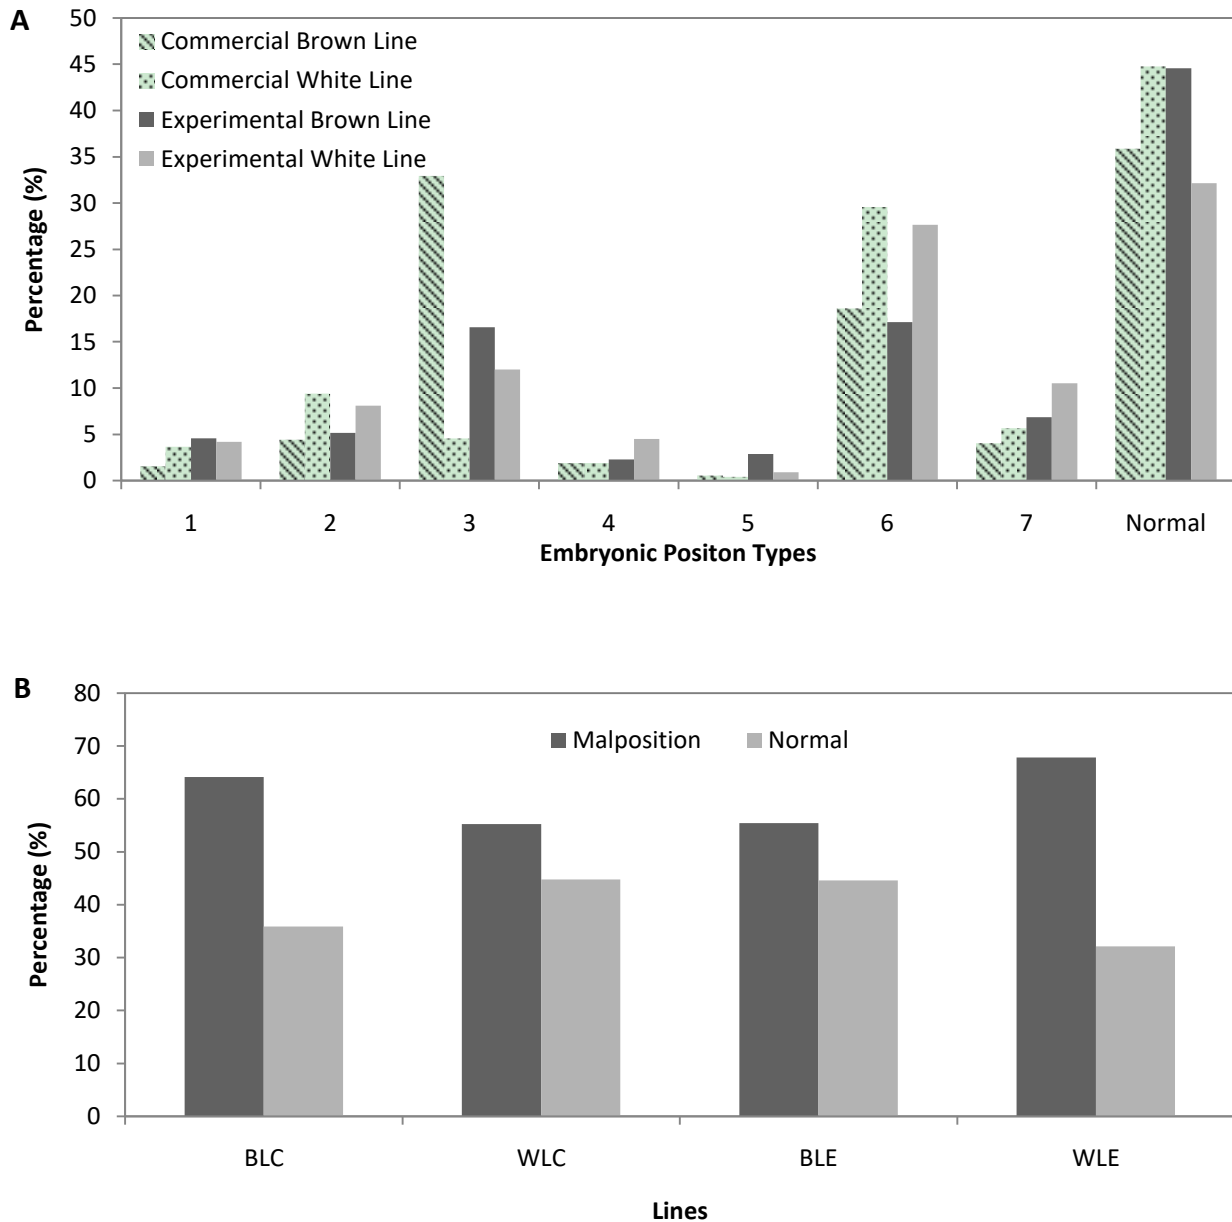 A
50
45
40
35
30
25
20
15
10
5
0
Percentage (%)
Commercial Brown Line
Commercial White Line
Experimental Brown Line
Experimental White Line
1 2 3 4 5 6 7 Normal
Embryonic Positon Types
B
80
70
60
50
40
30
20
10
0
Percentage (%)
Malposition Normal
BLC WLC BLE WLE
Lines